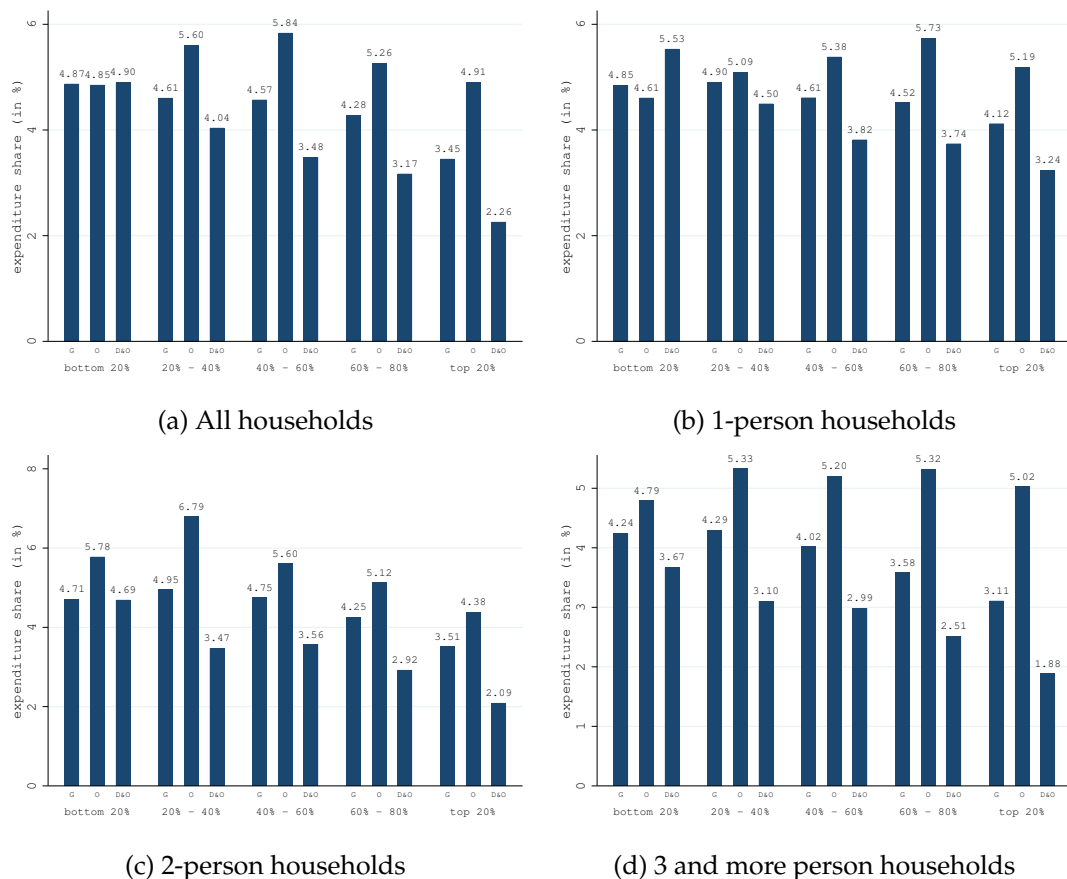 expenditure share (in %)
0 2 4 6
4.87 4.85 4.90 4.61 5.60 4.04 4.57 5.84 3.48 4.28 5.26 3.17 3.45 4.91 2.26
G O D&O G O D&O G O D&O G O D&O G O D&O
bottom 20% 20% - 40% 40% - 60% 60% - 80% top 20%
(a) All households
expenditure share (in %)
0 2 4 6
4.85 4.61 5.53 4.90 5.09 4.50 4.61 5.38 3.82 4.52 5.73 3.74 4.12 5.19 3.24
G O D&O G O D&O G O D&O G O D&O G O D&O
bottom 20% 20% - 40% 40% - 60% 60% - 80% top 20%
(b) 1-person households
expenditure share (in %)
0 2 4 6 8
4.71 5.78 4.69 4.95 6.79 3.47 4.75 5.60 3.56 4.25 5.12 2.92 3.51 4.38 2.09
G O D&O G O D&O G O D&O G O D&O G O D&O
bottom 20% 20% - 40% 40% - 60% 60% - 80% top 20%
(c) 2-person households
expenditure share (in %)
0 1 2 3 4 5
4.24 4.79 3.67 4.29 5.33 3.10 4.02 5.20 2.99 3.58 5.32 2.51 3.11 5.02 1.88
G O D&O G O D&O G O D&O G O D&O G O D&O
bottom 20% 20% - 40% 40% - 60% 60% - 80% top 20%
(d) 3 and more person households